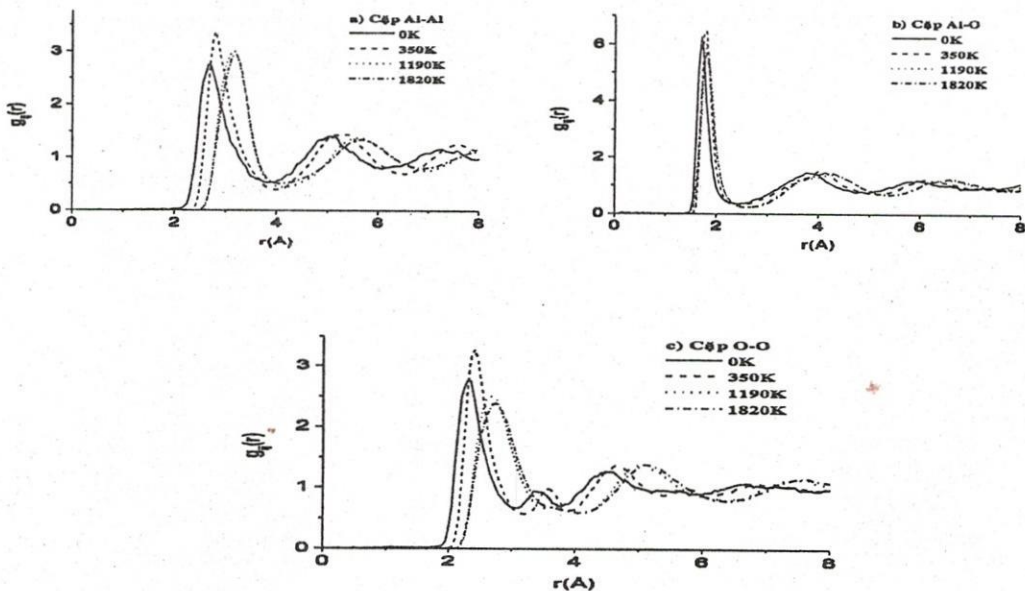 a) Cặp Al-Al
0K
350K
1190K
1820K
3
2
1
0
gij(r)
0 2 4 6 8
r(Å)
b) Cặp Al-O
0K
350K
1190K
1820K
6
4
2
0
gij(r)
0 2 4 6 8
r(Å)
c) Cặp O-O
0K
350K
1190K
1820K
3
2
1
0
gij(r)
0 2 4 6 8
r(Å)